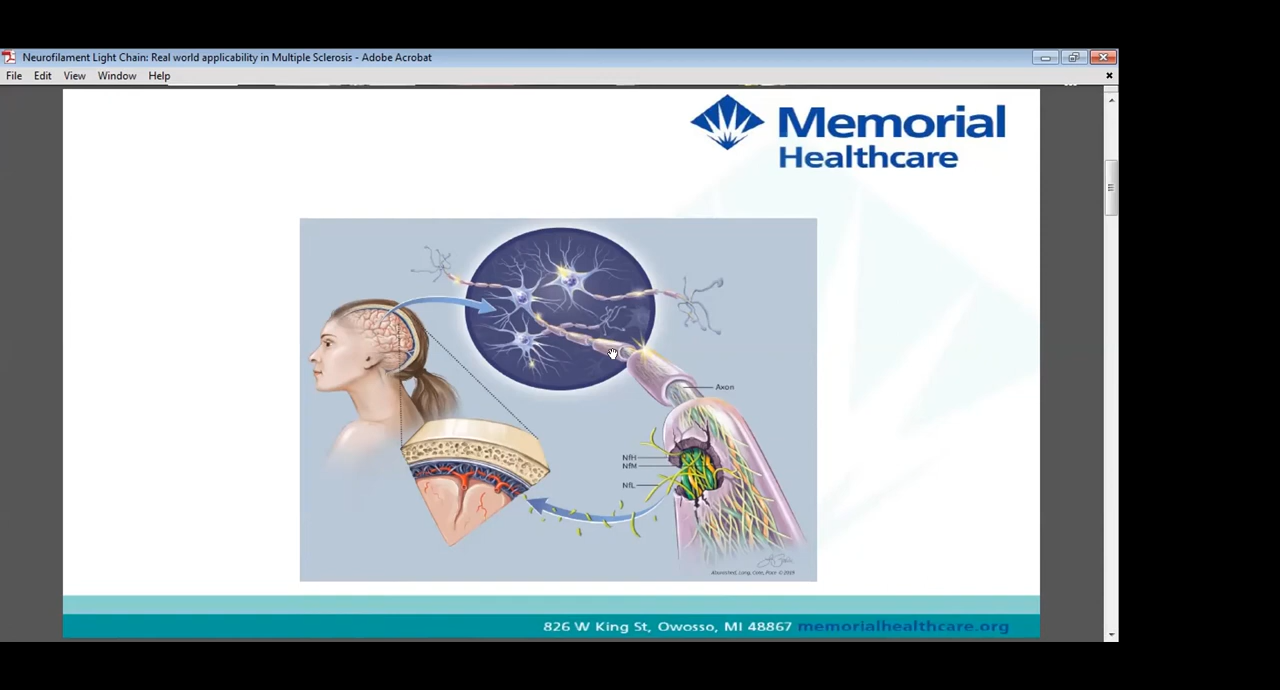 Neurofilament Light Chain: Real world applicability in Multiple Sclerosis - Adobe Acrobat
File Edit View Window Help
Memorial
Healthcare
Axon
NfH
NfM
NfL
826 W King St, Owosso, MI 48867 memorialhealthcare.org